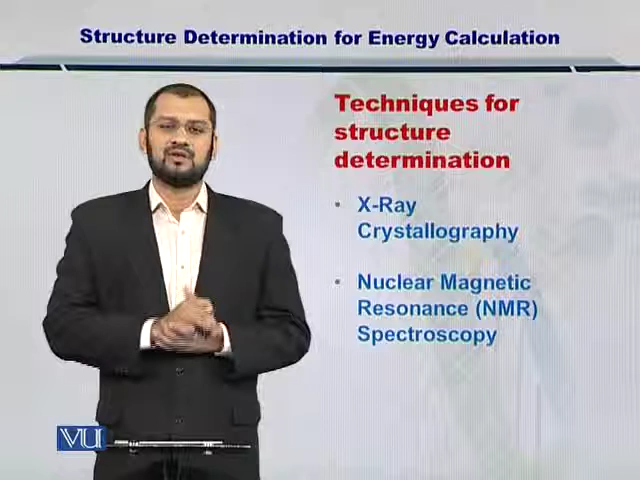 Structure Determination for Energy Calculation
Techniques for
structure
determination
• X-Ray
Crystallography
• Nuclear Magnetic
Resonance (NMR)
Spectroscopy
VU